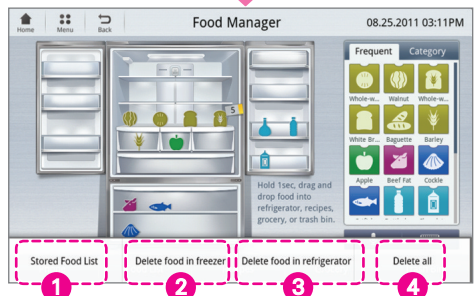 Home
Menu
Back
Food Manager
08.25.2011 03:11PM
Frequent
Category
Whole-w...
Walnut
Whole-w...
White Br...
Baguette
Barley
Apple
Beef Fat
Cockle
5
Hold 1sec, drag and
drop food into
refrigerator, recipes,
grocery, or trash bin.
Stored Food List
Delete food in freezer
Delete food in refrigerator
Delete all
1
2
3
4